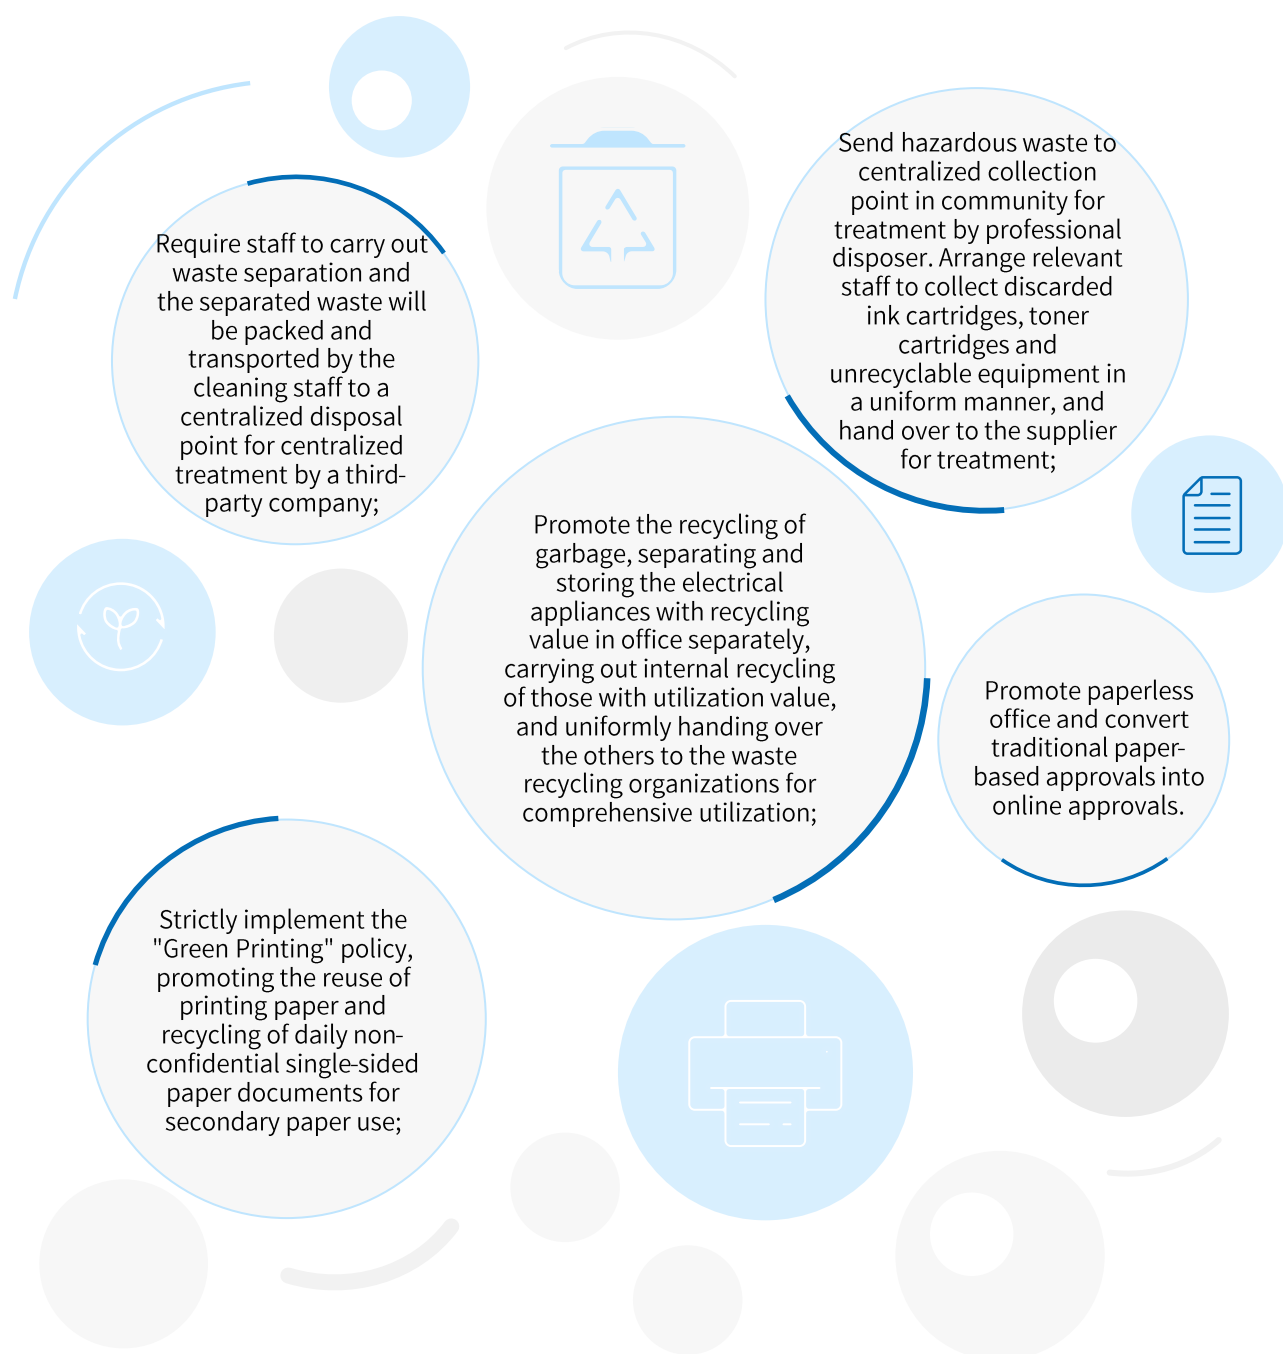 Require staff to carry out
waste separation and
the separated waste will
be packed and
transported by the
cleaning staff to a
centralized disposal
point for centralized
treatment by a third-
party company;
Send hazardous waste to
centralized collection
point in community for
treatment by professional
disposer. Arrange relevant
staff to collect discarded
ink cartridges, toner
cartridges and
unrecyclable equipment in
a uniform manner, and
hand over to the supplier
for treatment;
Promote the recycling of
garbage, separating and
storing the electrical
appliances with recycling
value in office separately,
carrying out internal recycling
of those with utilization value,
and uniformly handing over
the others to the waste
recycling organizations for
comprehensive utilization;
Promote paperless
office and convert
traditional paper-
based approvals into
online approvals.
Strictly implement the
"Green Printing" policy,
promoting the reuse of
printing paper and
recycling of daily non-
confidential single-sided
paper documents for
secondary paper use;